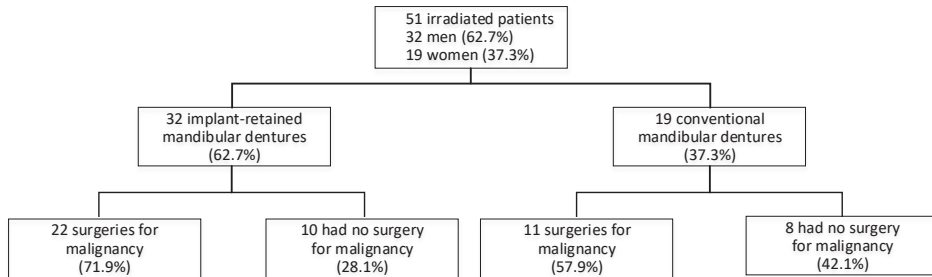 51 irradiated patients
32 men (62.7%)
19 women (37.3%)
32 implant-retained
mandibular dentures
(62.7%)
19 conventional
mandibular dentures
(37.3%)
22 surgeries for
malignancy
(71.9%)
10 had no surgery
for malignancy
(28.1%)
11 surgeries for
malignancy
(57.9%)
8 had no surgery
for malignancy
(42.1%)